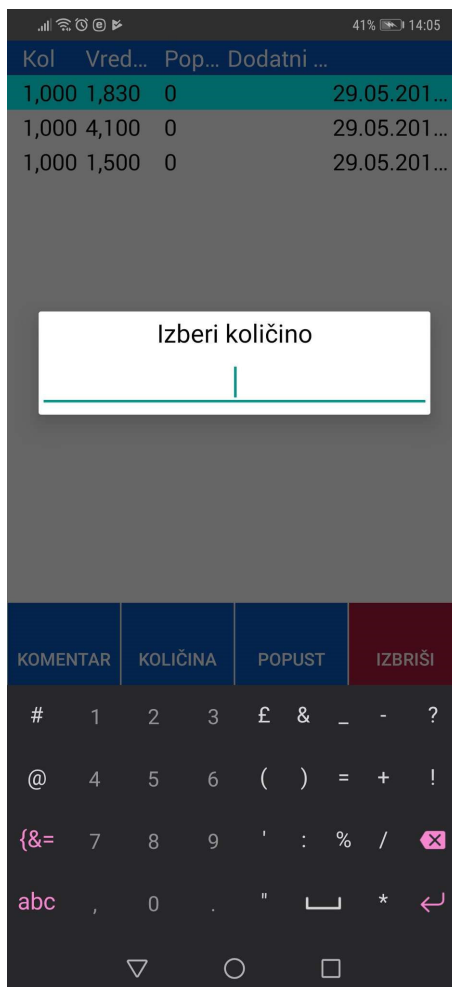 41% 14:05
Kol Vred... Pop... Dodatni ...
1,000 1,830 0 29.05.201...
1,000 4,100 0 29.05.201...
1,000 1,500 0 29.05.201...
Izberi količino
KOMENTAR KOLIČINA POPUST IZBRIŠI
# 1 2 3 £ & _ - ?
@ 4 5 6 ( ) = + !
{&= 7 8 9 ' : % /
abc , 0 . " *